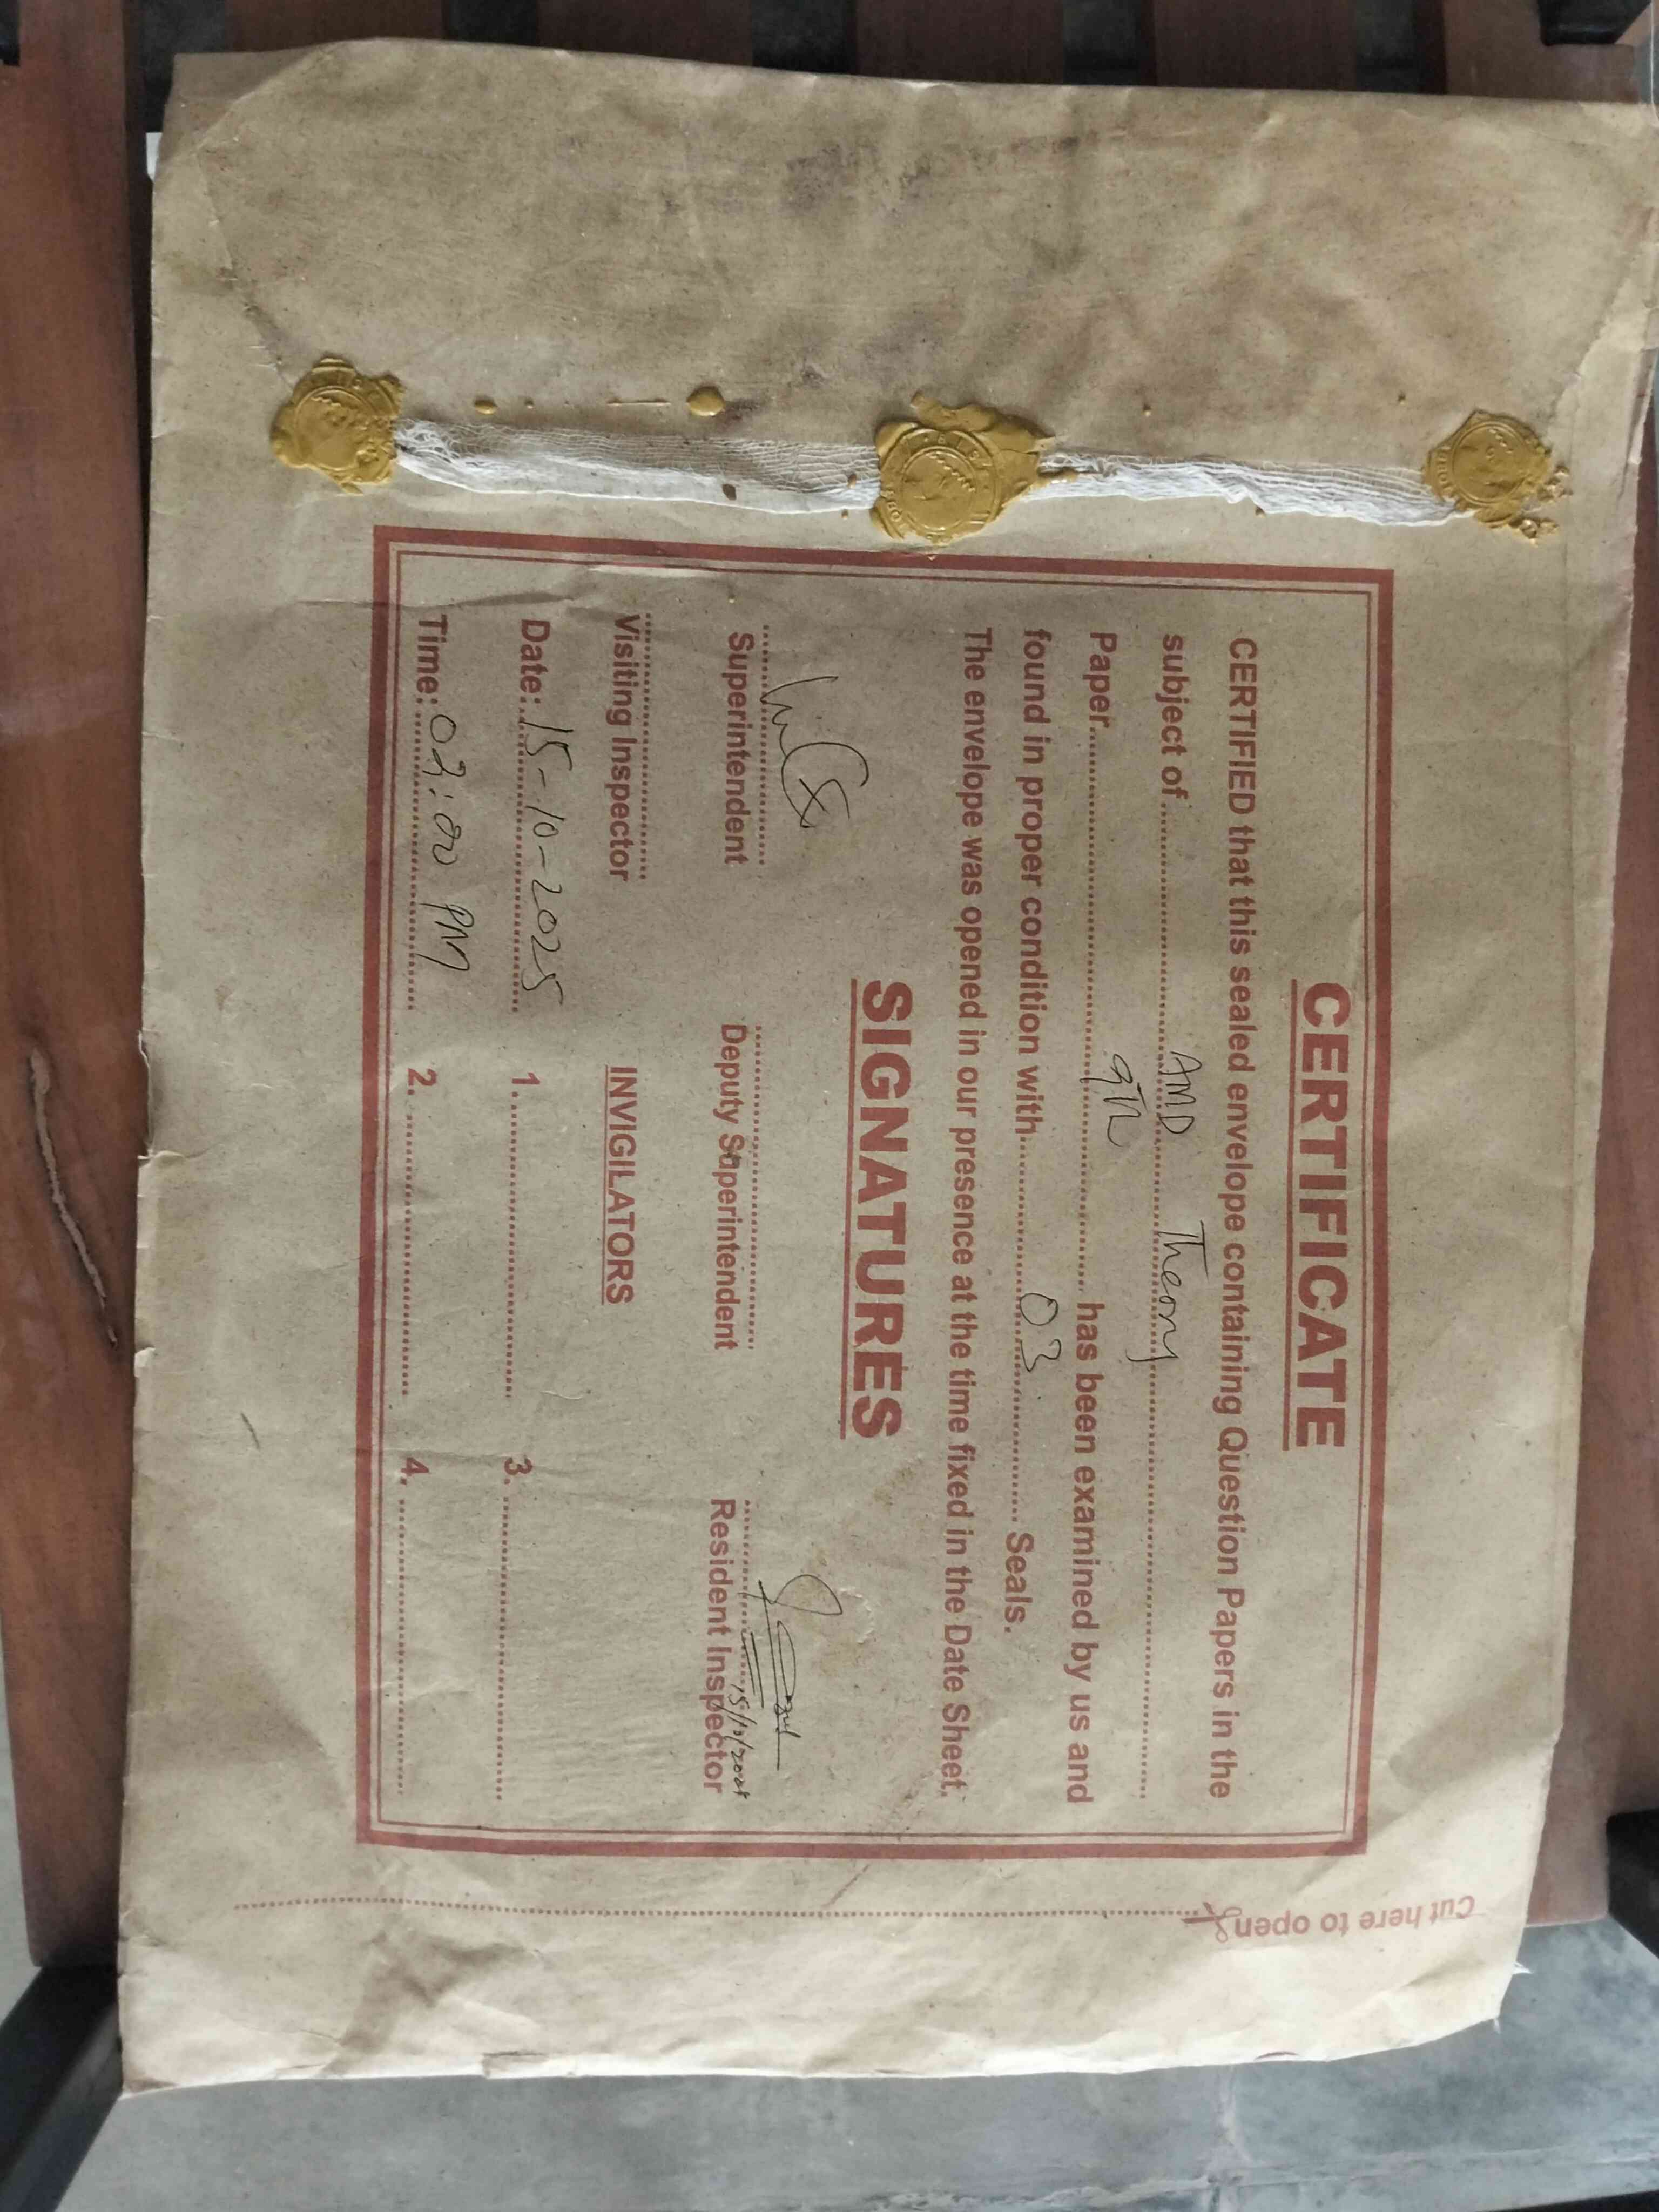 CERTIFICATE
CERTIFIED that this sealed envelope containing Question Papers in the
subject of.......... AMD Theory ..........
Paper.......... 9Th .......... has been examined by us and
found in proper condition with.......... 03 .......... Seals.
The envelope was opened in our presence at the time fixed in the Date Sheet.
SIGNATURES
Superintendent Deputy Superintendent Resident Inspector
Visiting Inspector INVIGILATORS
Date: 15-10-2025 1.......... 3. ..........
Time: 02:00 PM 2. .......... 4. ..........
Cut here to open